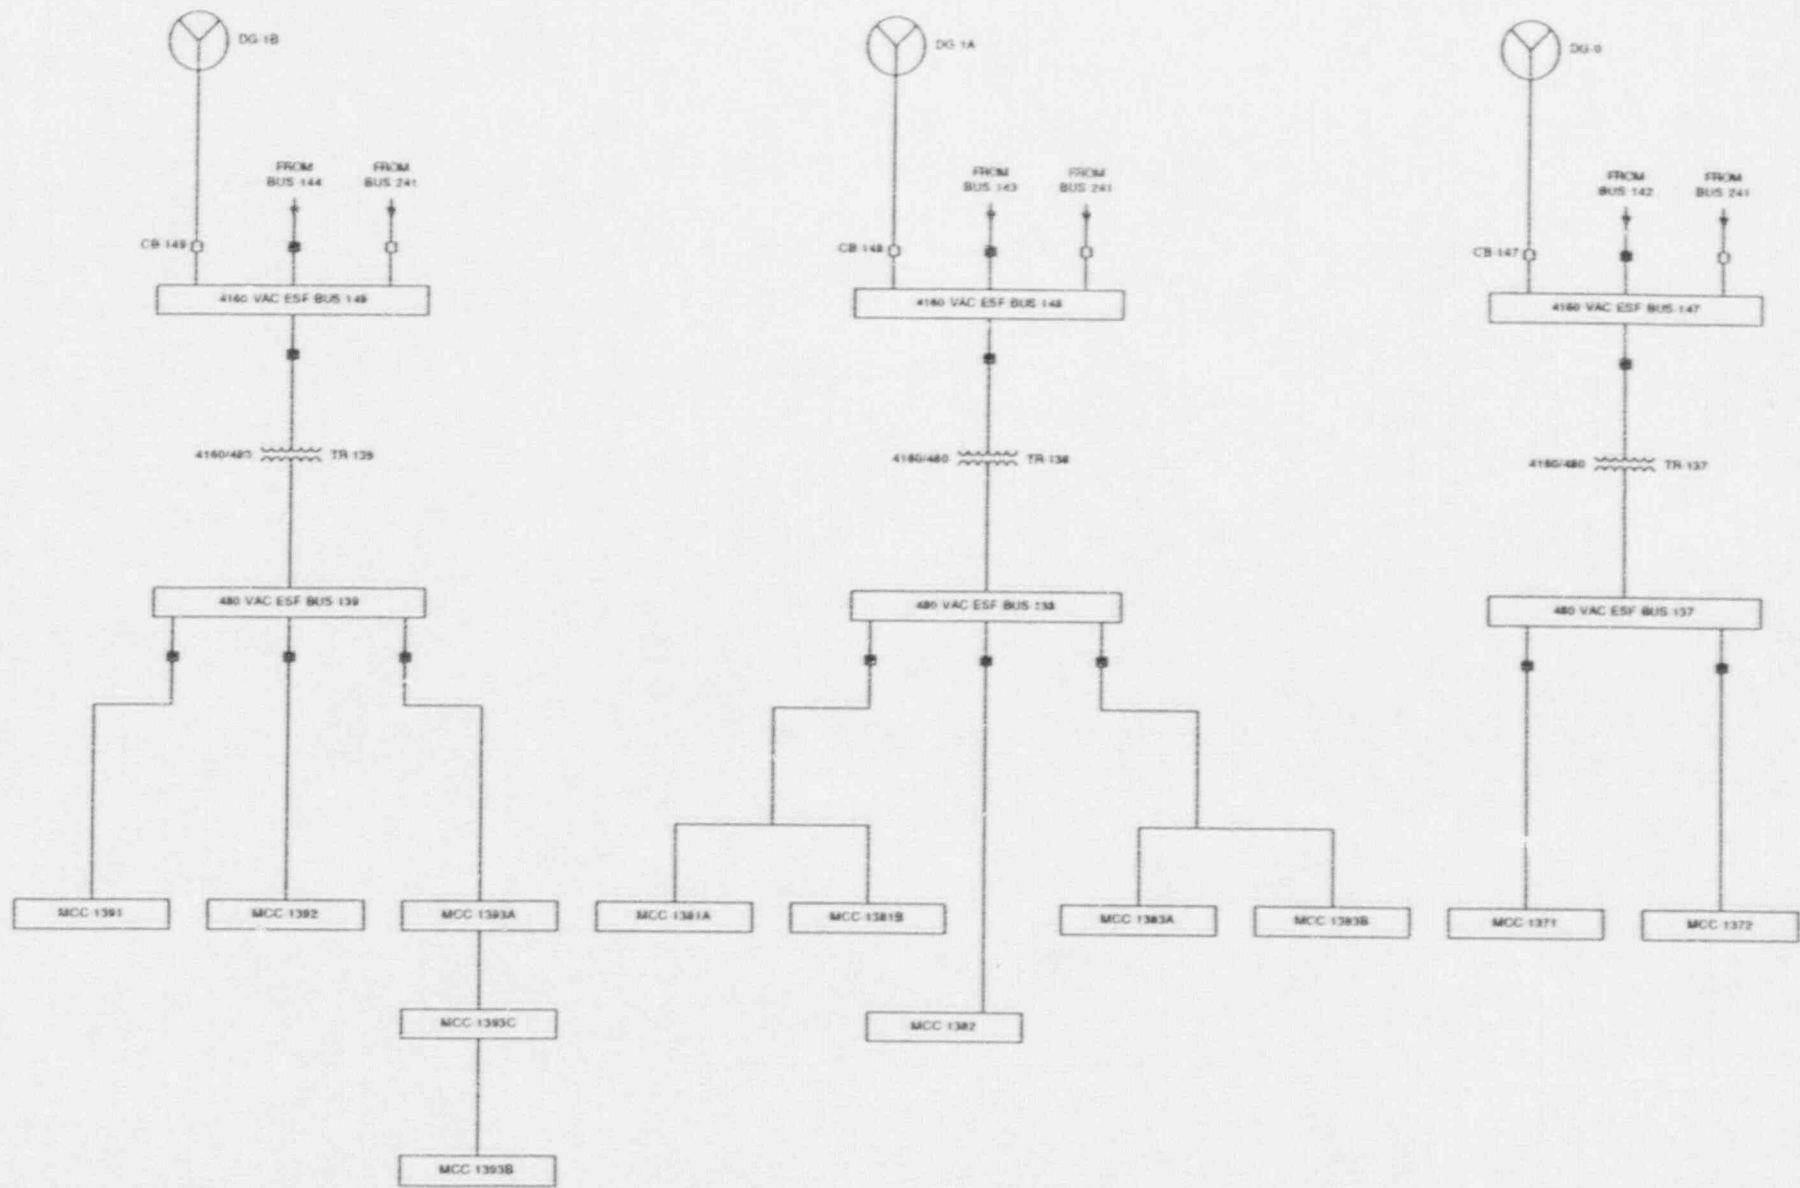 DG-1B
FROM
BUS 144
FROM
BUS 241
CB 149
4160 VAC ESF BUS 149
4160/480
TR 139
480 VAC ESF BUS 139
MCC 1391
MCC 1392
MCC 1393A
MCC 1393C
MCC 1393B
DG 1A
FROM
BUS 143
FROM
BUS 241
CB 148
4160 VAC ESF BUS 148
4160/480
TR 138
480 VAC ESF BUS 138
MCC 1381A
MCC 1381B
MCC 1382
MCC 1383A
MCC 1383B
DG-0
FROM
BUS 142
FROM
BUS 241
CB-147
4160 VAC ESF BUS 147
4160/480
TR 137
480 VAC ESF BUS 137
MCC 1371
MCC 1372